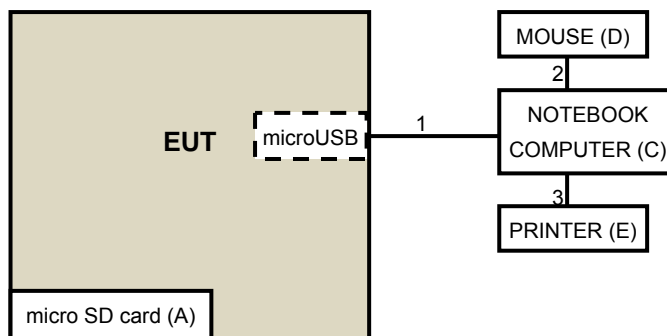 MOUSE (D)
2
NOTEBOOK
COMPUTER (C)
1
EUT
microUSB
3
PRINTER (E)
micro SD card (A)